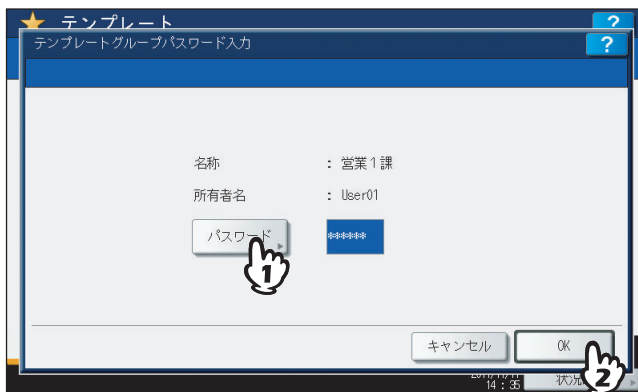 テンプレート
?
テンプレートグループパスワード入力
?
名称 : 営業1課
所有者名 : User01
パスワード ******
1
キャンセル
OK
2
14:35
状況